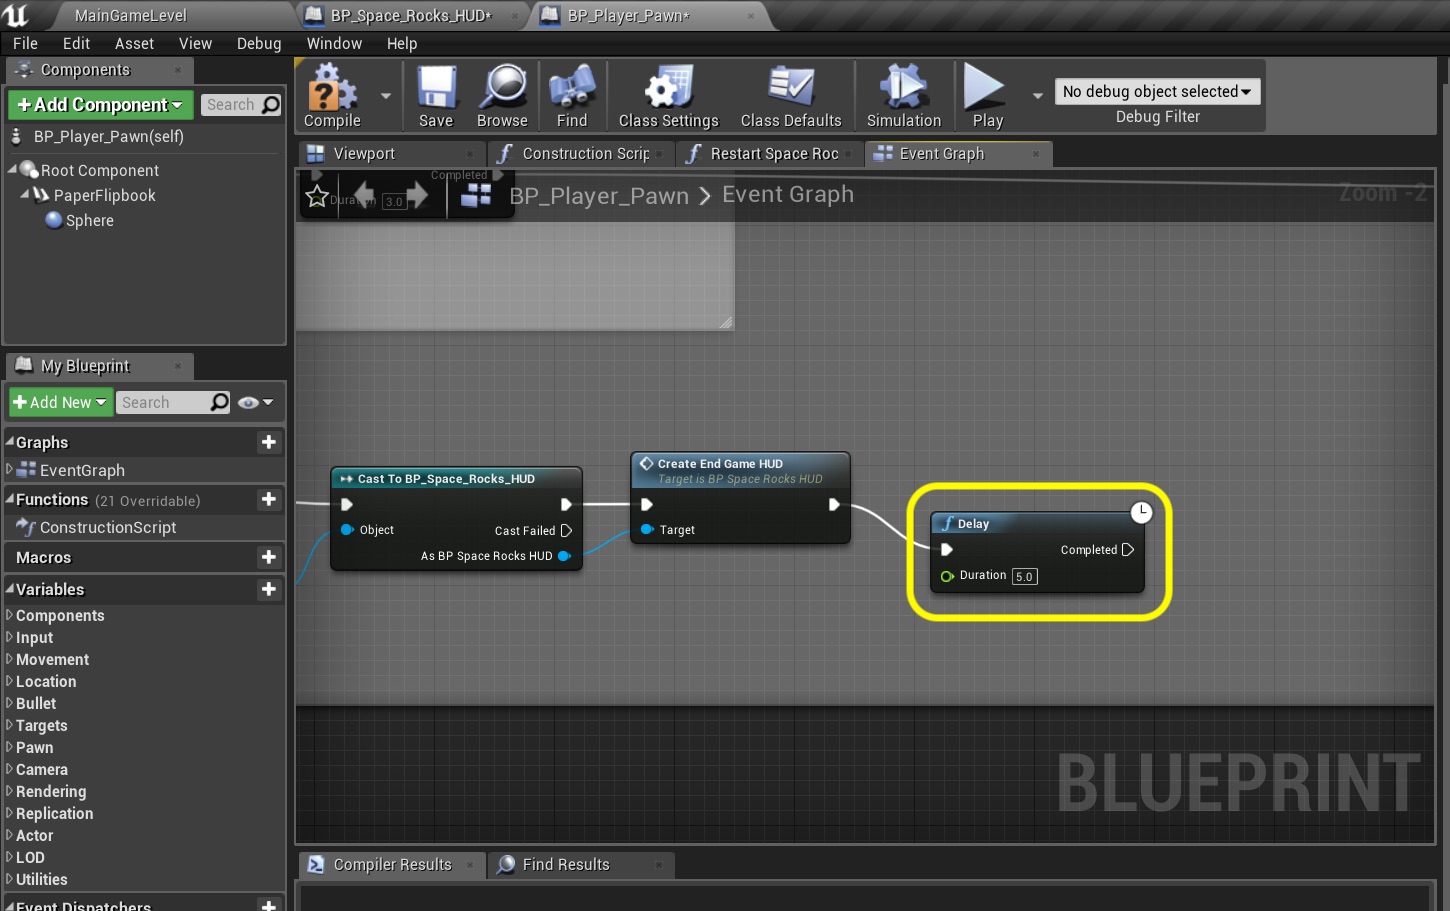 MainGameLevel
BP_Space_Rocks_HUD*
BP_Player_Pawn*
File Edit Asset View Debug Window Help
Components
+Add Component
Search
BP_Player_Pawn(self)
Root Component
PaperFlipbook
Sphere
Compile
Save
Browse
Find
Class Settings
Class Defaults
Simulation
Play
No debug object selected
Debug Filter
Viewport
Construction Scrip
Restart Space Roc
Event Graph
Completed
Duration 3.0
BP_Player_Pawn > Event Graph
Zoom -2
My Blueprint
+Add New
Search
Graphs
EventGraph
Functions (21 Overridable)
ConstructionScript
Macros
Variables
Components
Input
Movement
Location
Bullet
Targets
Pawn
Camera
Rendering
Replication
Actor
LOD
Utilities
Event Dispatchers
Cast To BP_Space_Rocks_HUD
Object
Cast Failed
As BP Space Rocks HUD
Create End Game HUD
Target is BP Space Rocks HUD
Target
Delay
Completed
Duration 5.0
BLUEPRINT
Compiler Results
Find Results